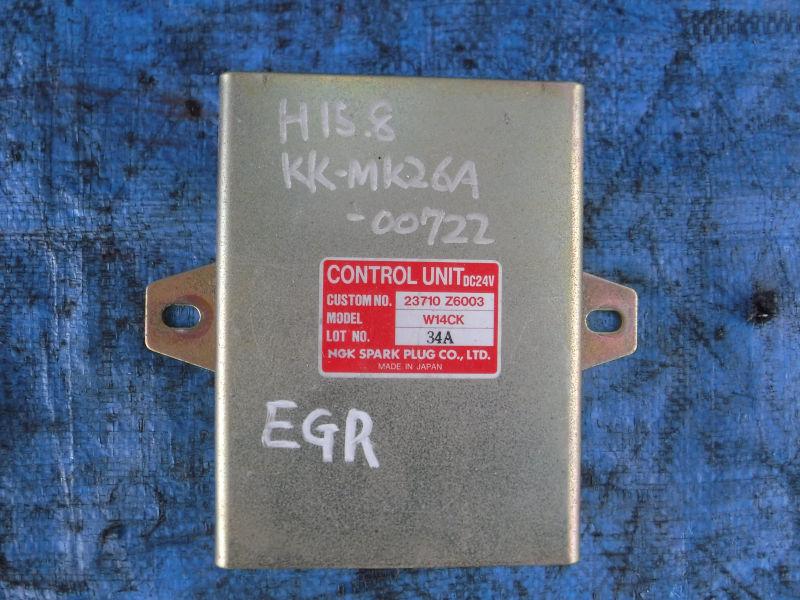 H15.8
KK-MK26A
-00722
CONTROL UNIT DC24V
CUSTOM NO. 23710 Z6003
MODEL W14CK
LOT NO. 34A
NGK SPARK PLUG CO., LTD.
MADE IN JAPAN
EGR